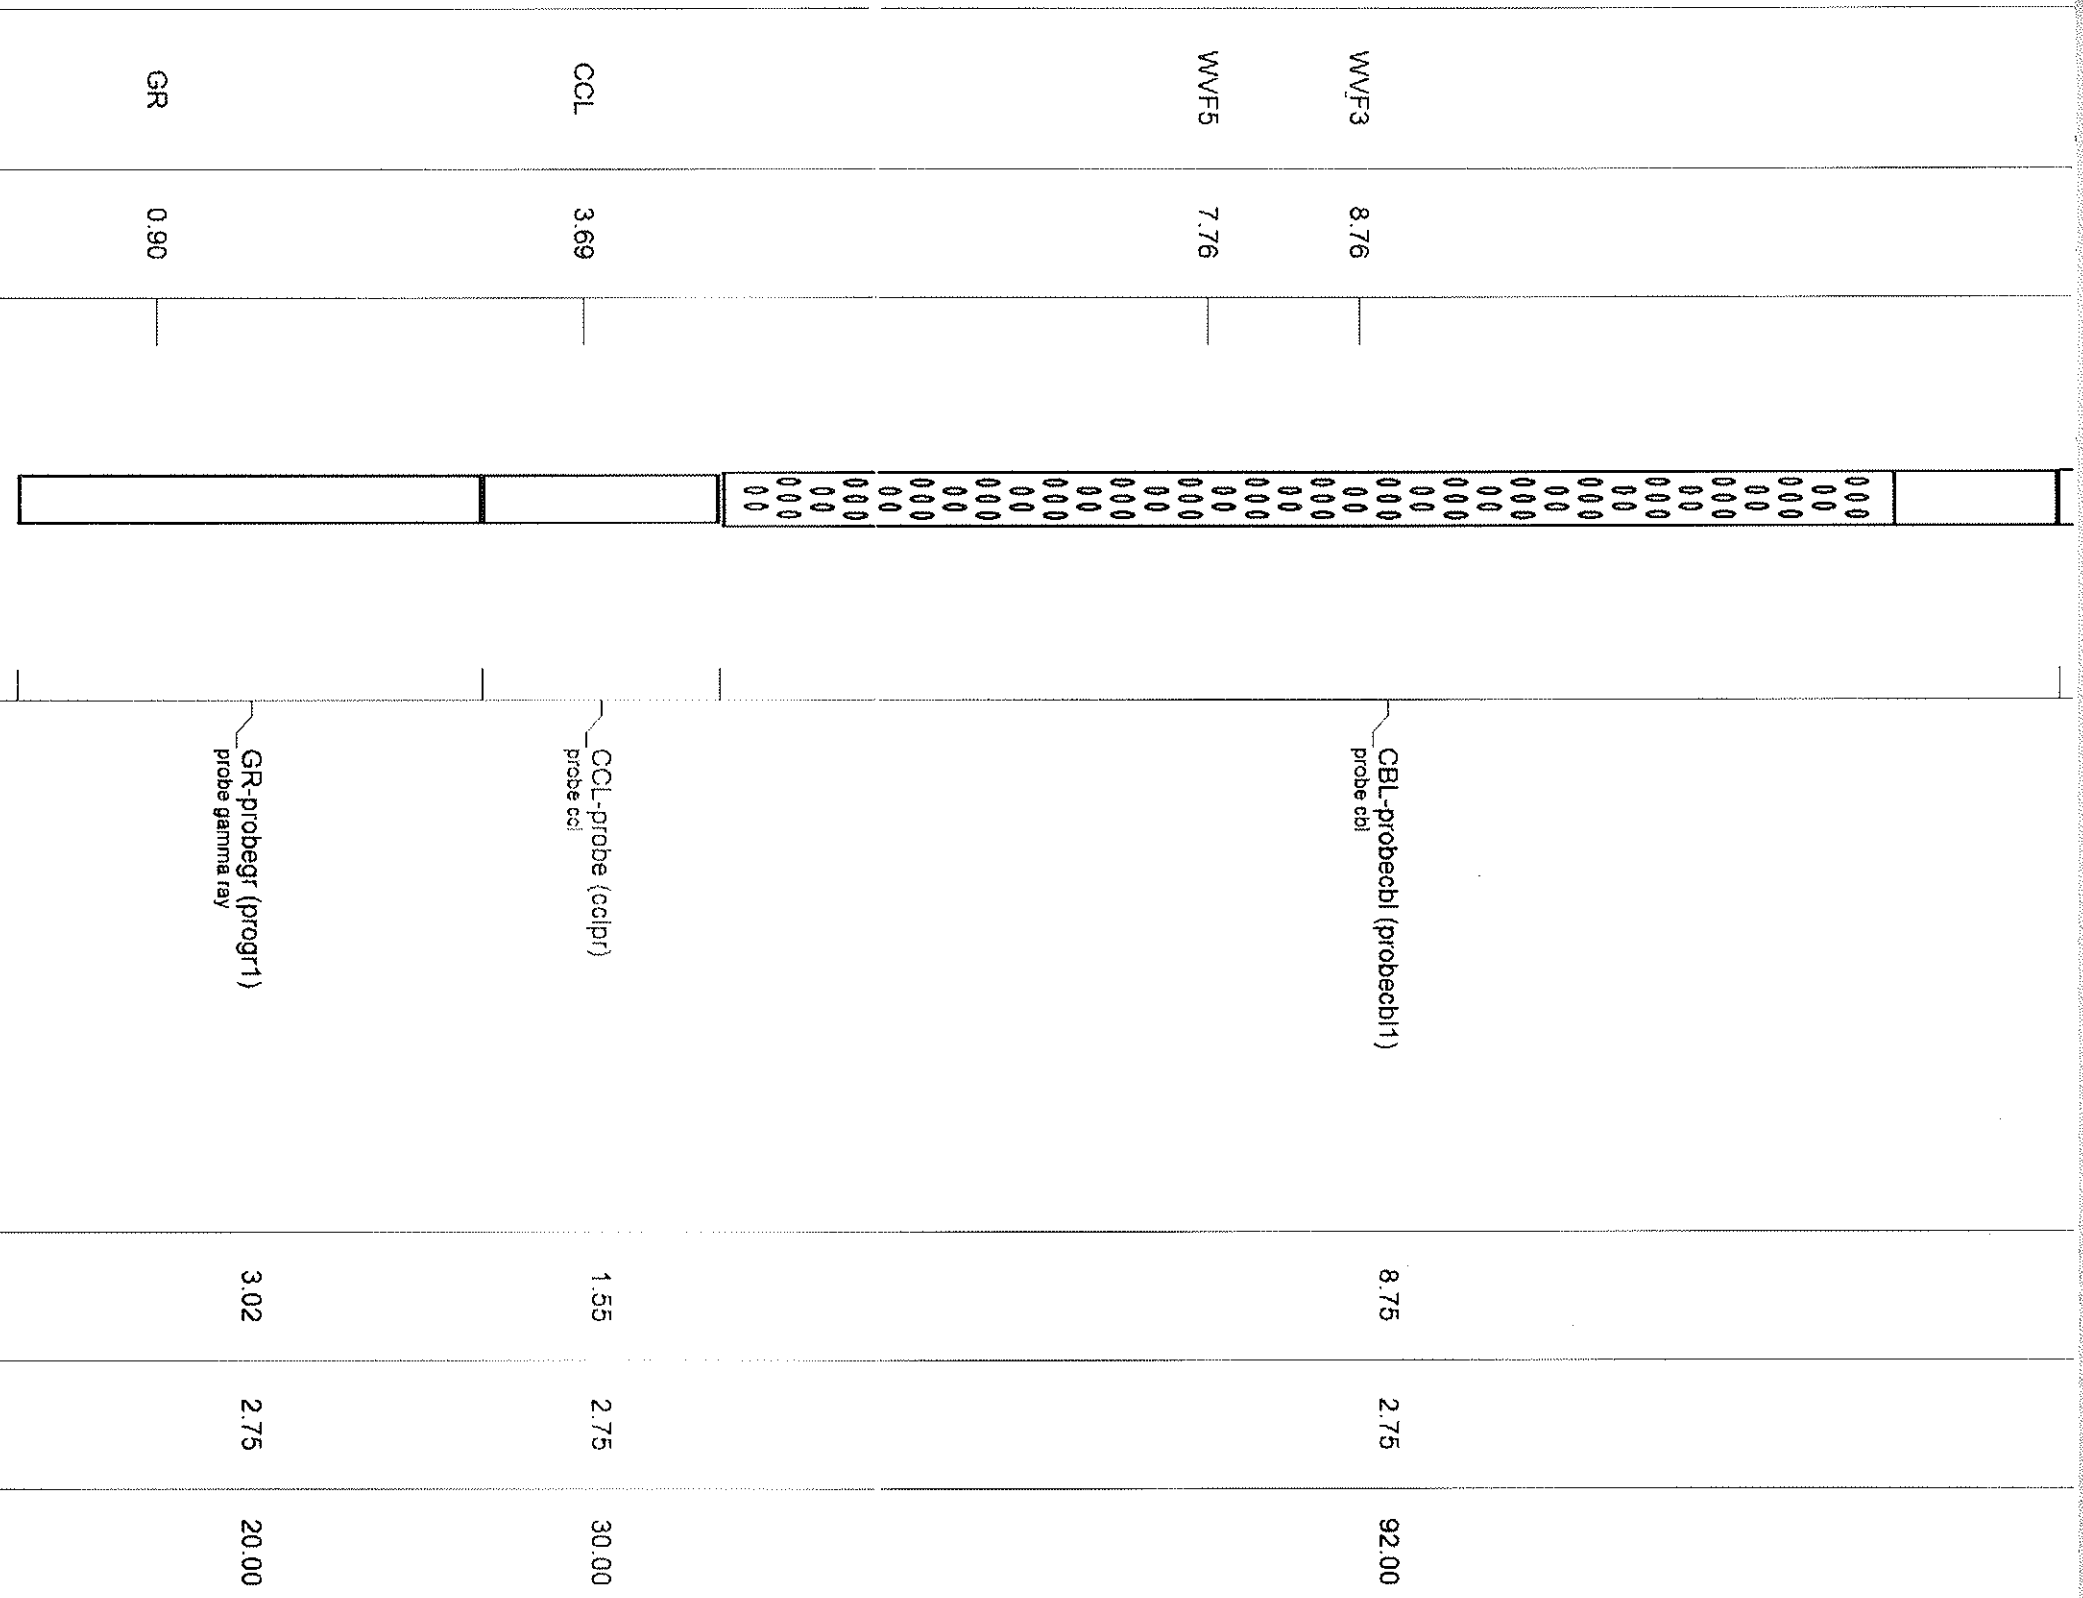 WVF3
8.76
WVF5
7.76
CBL-probecbl (probecbl1)
probe cbl
8.75
2.75
92.00
CCL
3.69
CCL-probe (cclpr)
probe ccl
1.55
2.75
30.00
GR
0.90
GR-probegr (progr1)
probe gamma ray
3.02
2.75
20.00